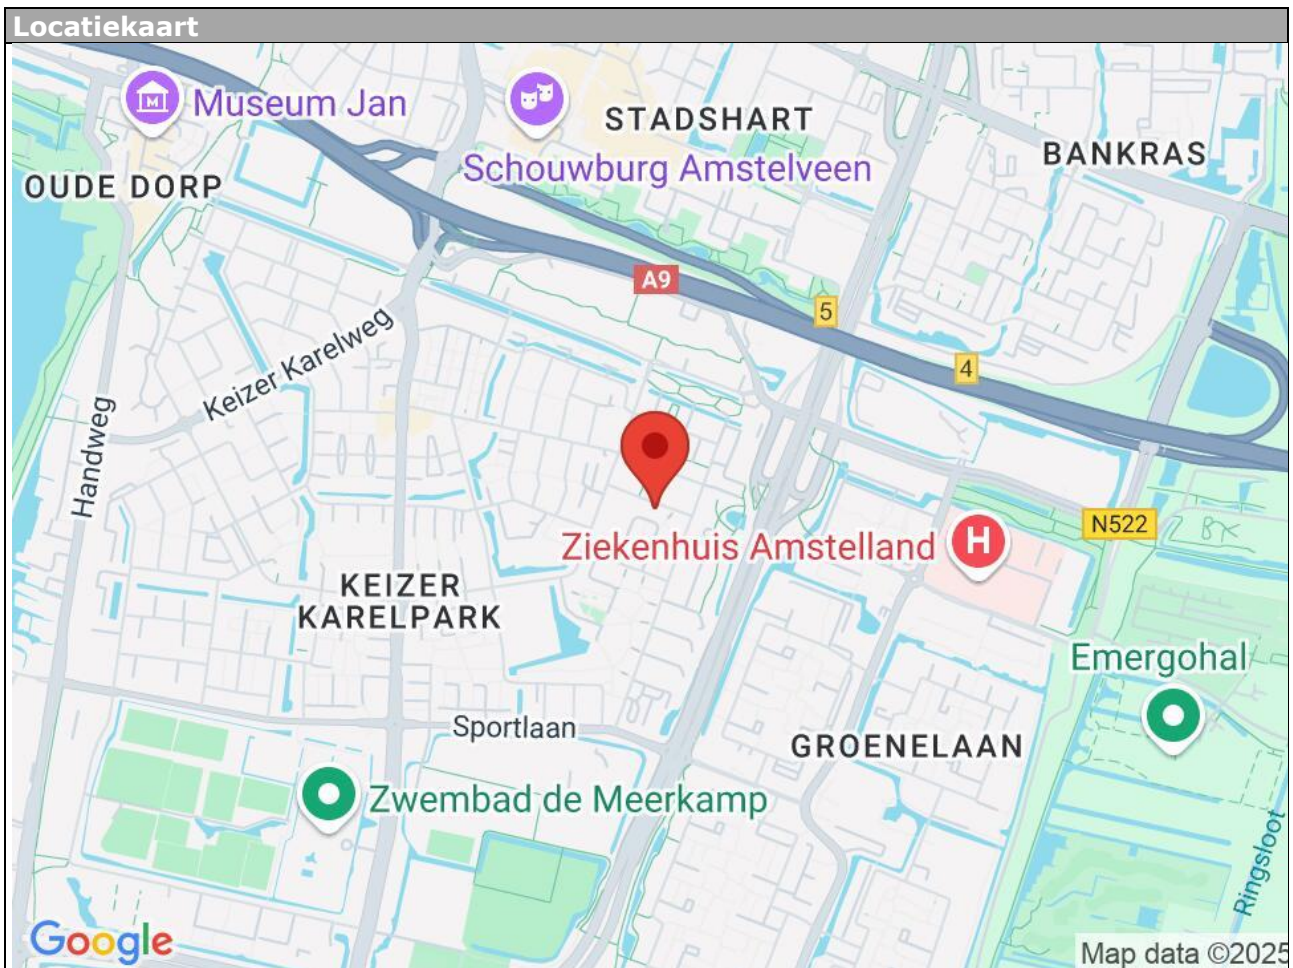 Locatiekaart
Museum Jan
STADSHART
BANKRAS
Schouwburg Amstelveen
OUDE DORP
A9
5
4
Keizer Karelweg
Handweg
N522
Ziekenhuis Amstelland
H
KEIZER
KARELPARK
Emergohal
Sportlaan
GROENELAAN
Zwembad de Meerkamp
Ringsloot
Google
Map data ©2025